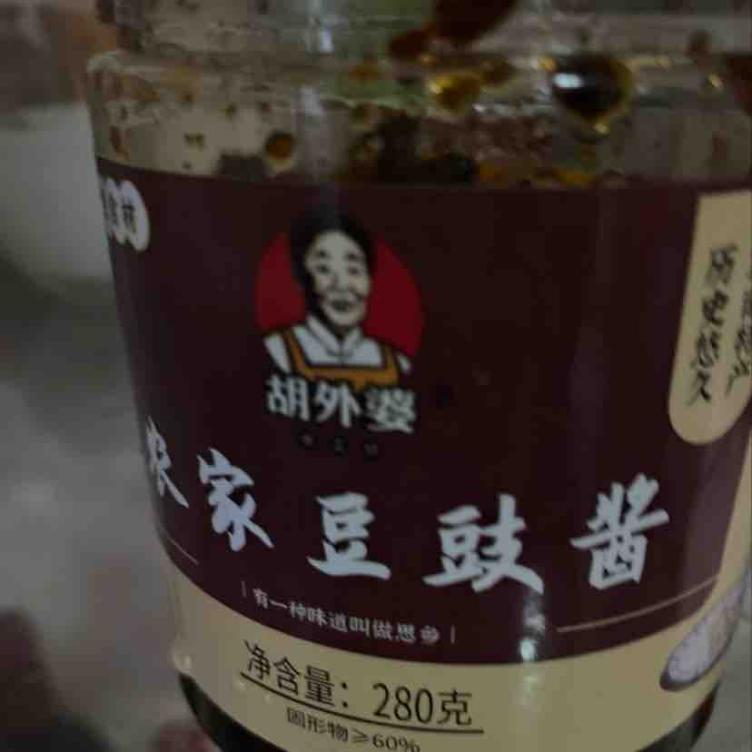 胡外婆
农家豆豉酱
有一种味道叫做思乡
净含量：280克
固形物≥60%